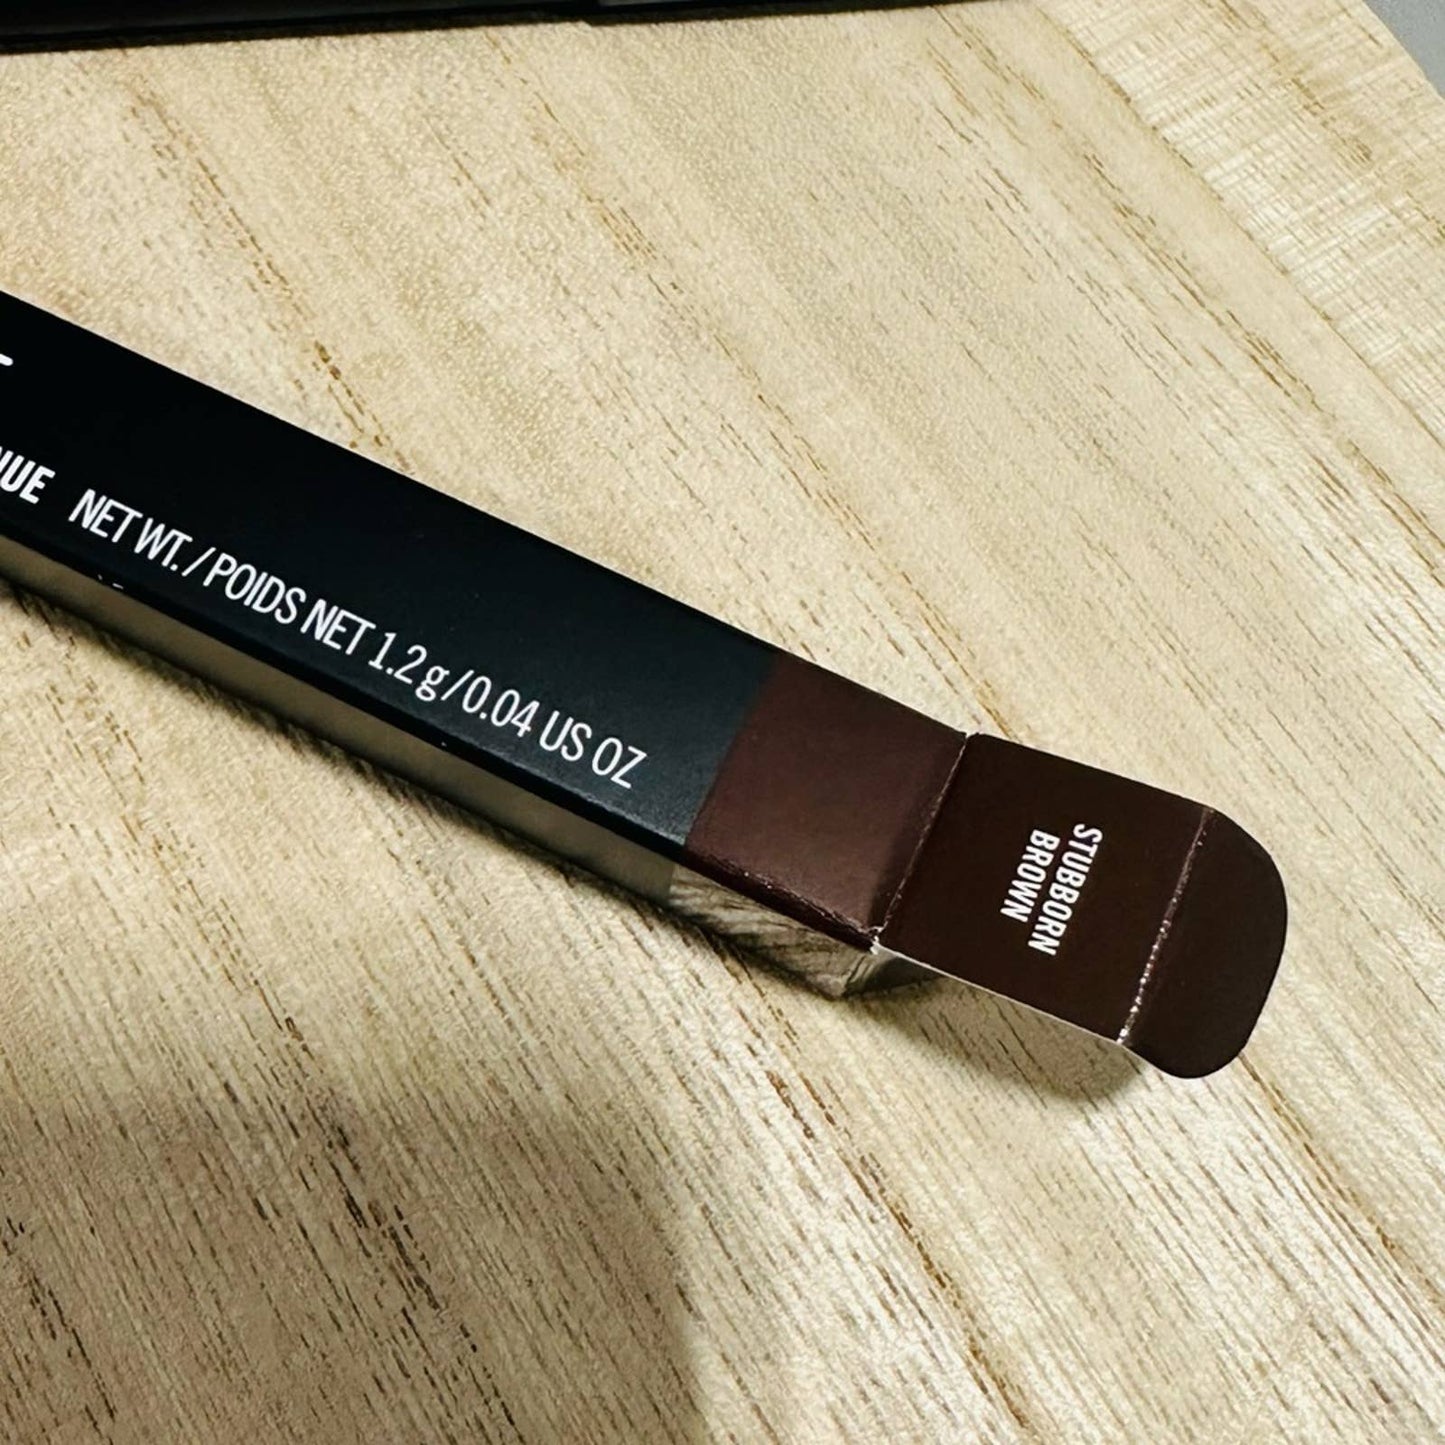 NET WT. / POIDS NET 1.2 g / 0.04 US OZ
STUBBORN
BROWN